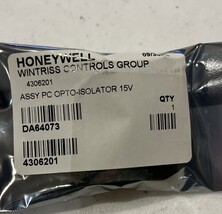 HONEYWELL
WINTRISS CONTROLS GROUP
4306201
ASSY PC OPTO-ISOLATOR 15V
QTY
1
DA64073
4306201